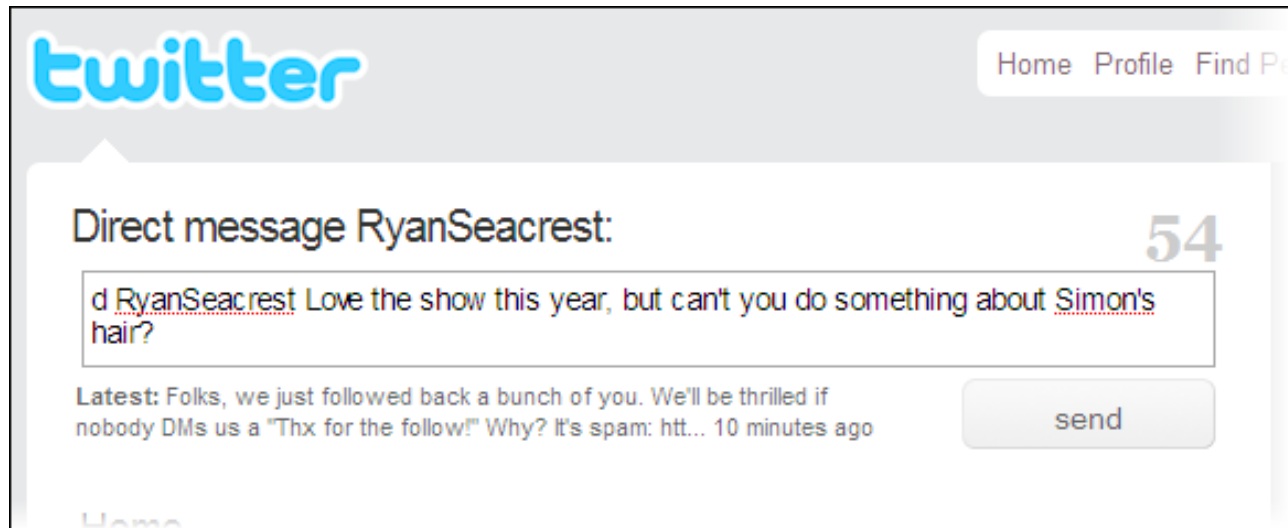 twitter
Home Profile Find
Direct message RyanSeacrest:
54
d RyanSeacrest Love the show this year, but can't you do something about Simon's
hair?
Latest: Folks, we just followed back a bunch of you. We'll be thrilled if
nobody DMs us a "Thx for the follow!" Why? It's spam: htt... 10 minutes ago
send
Home